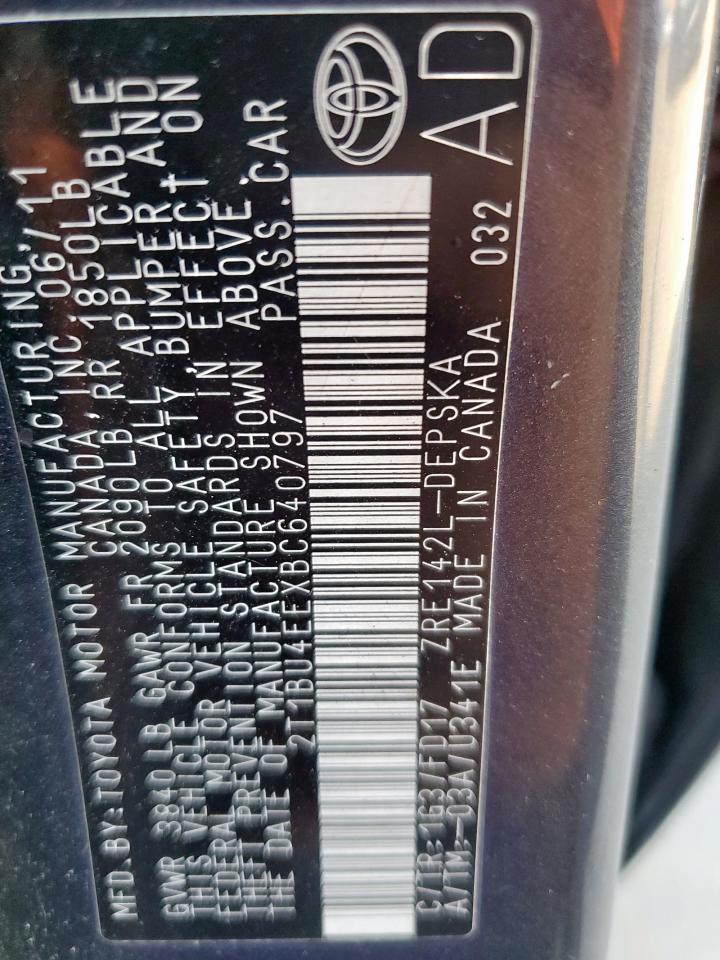 MFD.BY:TOYOTA MOTOR MANUFACTURING
CANADA,INC 06/11
GVWR 3840LB GAWR FR 2090LB,RR 1850LB
THIS VEHICLE CONFORMS TO ALL APPLICABLE
FEDERAL MOTOR VEHICLE SAFETY,BUMPER,AND
THEFT PREVENTION STANDARDS IN EFFECT ON
THE DATE OF MANUFACTURE SHOWN ABOVE.
2T1BU4EEXBC640797 PASS.CAR
C/TR:1G3/FD17 ZRE142L-DEPSKA
A/TM:-03A/U341E MADE IN CANADA 032
AD